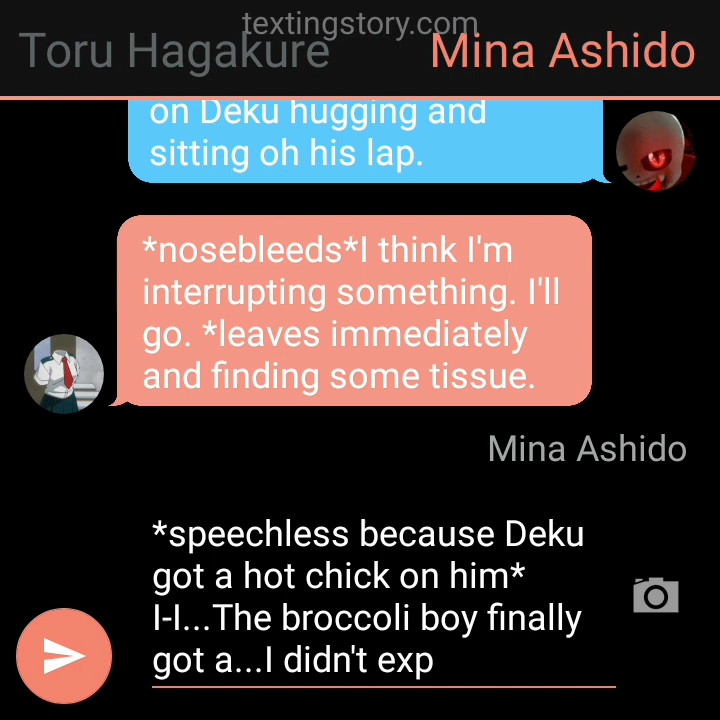 textingstory.com
Toru Hagakure
Mina Ashido
on Deku hugging and
sitting oh his lap.
*nosebleeds*I think I'm
interrupting something. I'll
go. *leaves immediately
and finding some tissue.
Mina Ashido
*speechless because Deku
got a hot chick on him*
I-I...The broccoli boy finally
got a...I didn't exp